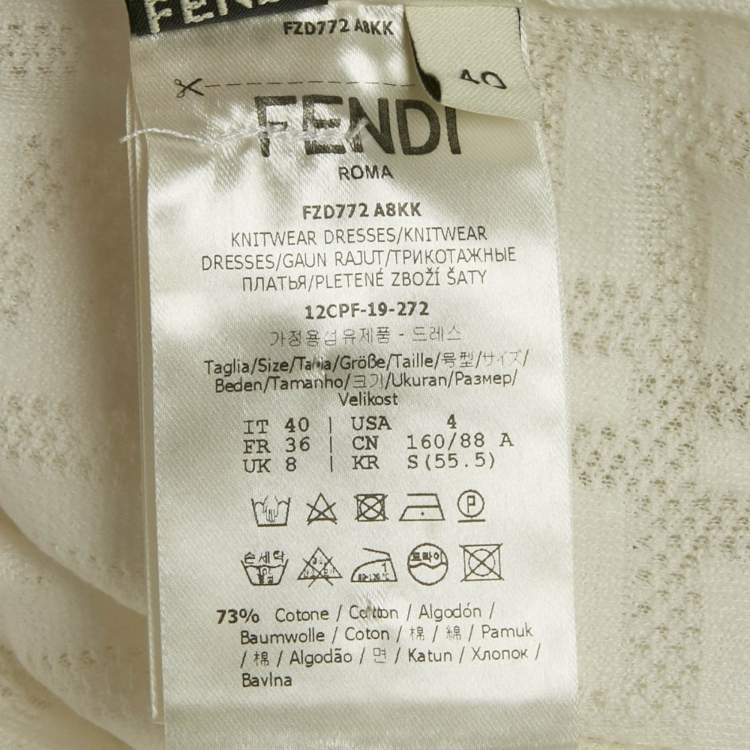 FENDI
FZD772 A8KK
40
FENDI
ROMA
FZD772 A8KK
KNITWEAR DRESSES/KNITWEAR
DRESSES/GAUN RAJUT/ТРИКОТАЖНЫЕ
ПЛАТЬЯ/PLETENÉ ZBOŽÍ ŠATY
12CPF-19-272
가정용섬유제품 - 드레스
Taglia/Size/Talla/Größe/Taille/号型/サイズ/
Beden/Tamanho/크기/Ukuran/Размер/
Velikost
IT 40 | USA 4
FR 36 | CN 160/88 A
UK 8 | KR S(55.5)
P
손세탁 드라이
73% Cotone / Cotton / Algodón /
Baumwolle / Coton / 棉 / 綿 / Pamuk
/ 棉 / Algodão / 면 / Katun / Хлопок /
Bavlna